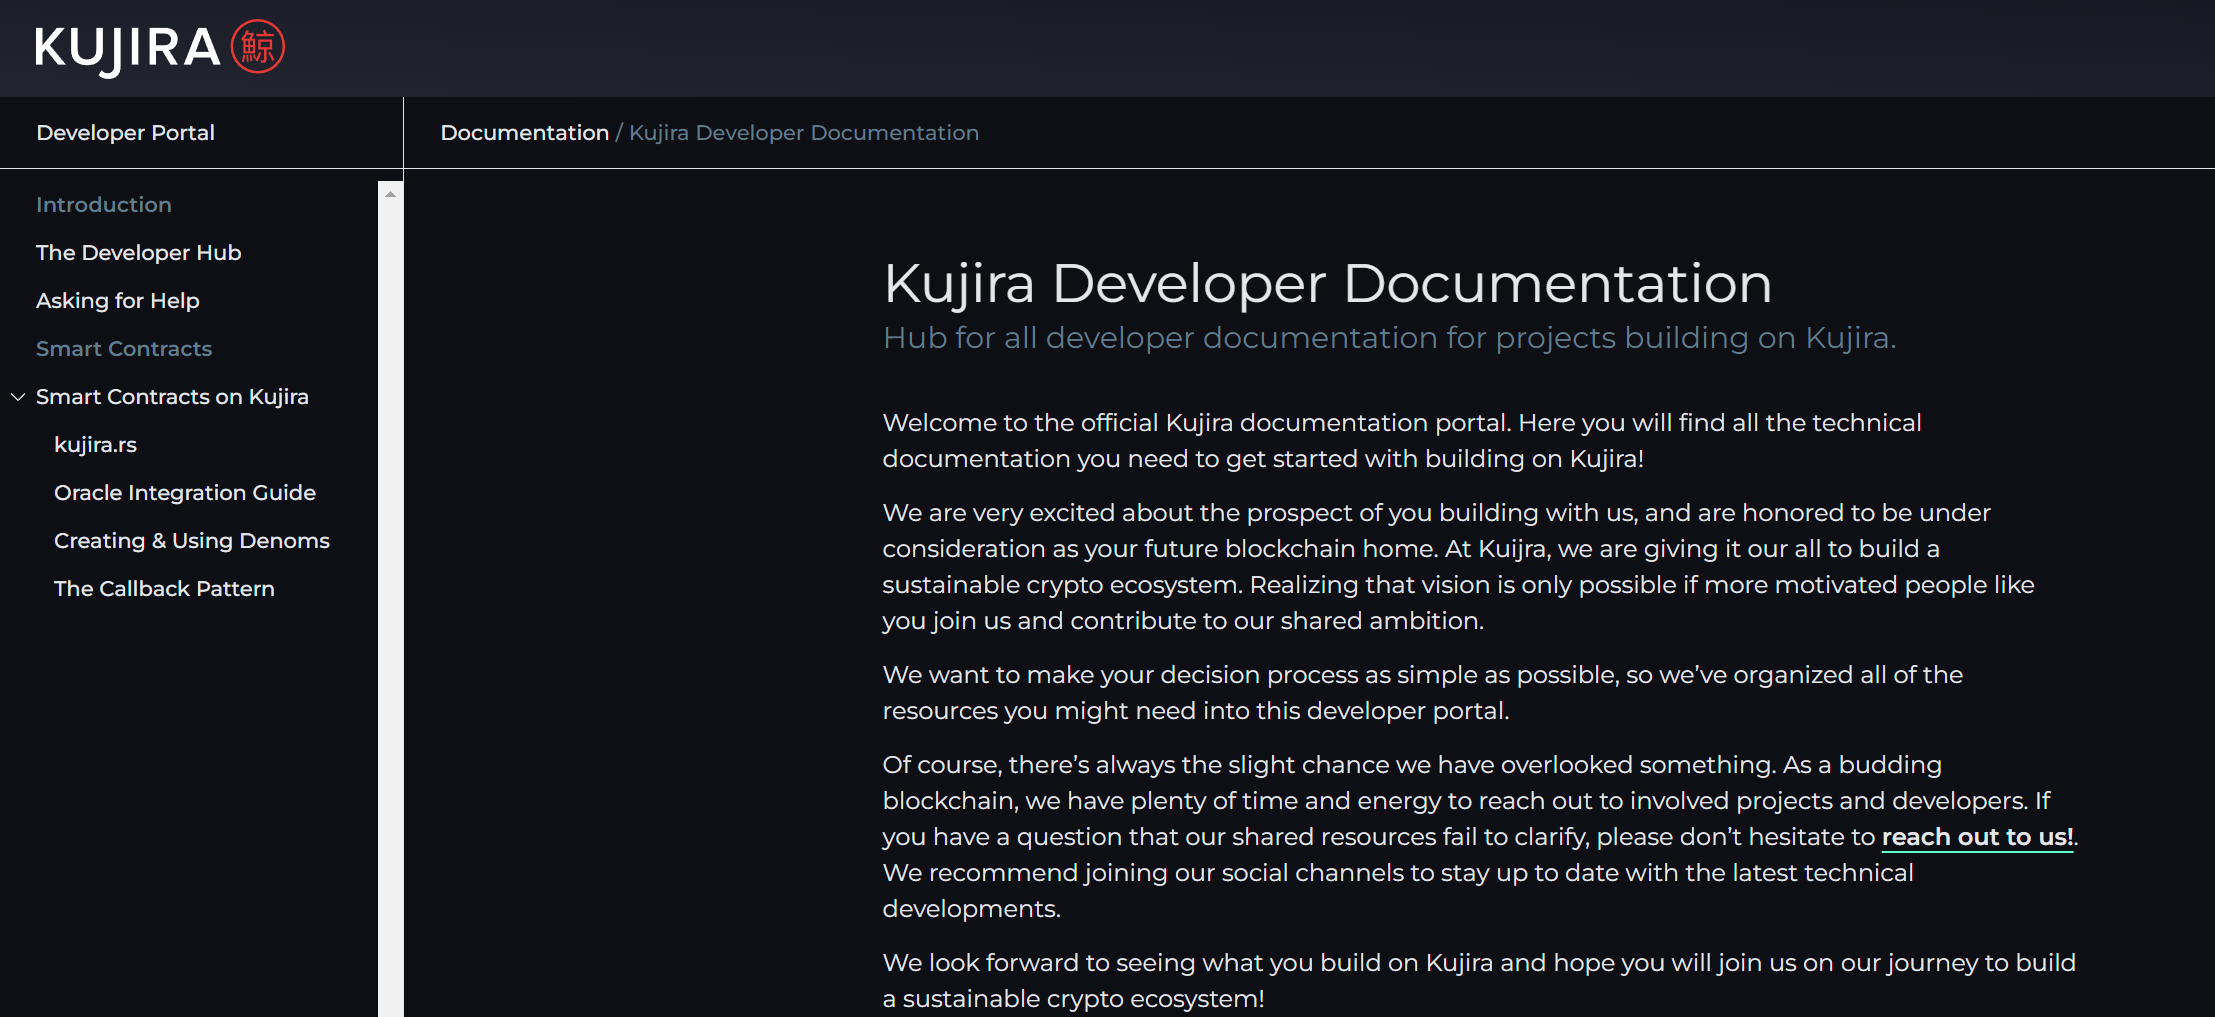 KUJIRA 鯨
Developer Portal
Documentation / Kujira Developer Documentation
Introduction
The Developer Hub
Asking for Help
Smart Contracts
Smart Contracts on Kujira
kujira.rs
Oracle Integration Guide
Creating & Using Denoms
The Callback Pattern
Kujira Developer Documentation
Hub for all developer documentation for projects building on Kujira.
Welcome to the official Kujira documentation portal. Here you will find all the technical
documentation you need to get started with building on Kujira!
We are very excited about the prospect of you building with us, and are honored to be under
consideration as your future blockchain home. At Kuijra, we are giving it our all to build a
sustainable crypto ecosystem. Realizing that vision is only possible if more motivated people like
you join us and contribute to our shared ambition.
We want to make your decision process as simple as possible, so we’ve organized all of the
resources you might need into this developer portal.
Of course, there’s always the slight chance we have overlooked something. As a budding
blockchain, we have plenty of time and energy to reach out to involved projects and developers. If
you have a question that our shared resources fail to clarify, please don’t hesitate to reach out to us!.
We recommend joining our social channels to stay up to date with the latest technical
developments.
We look forward to seeing what you build on Kujira and hope you will join us on our journey to build
a sustainable crypto ecosystem!